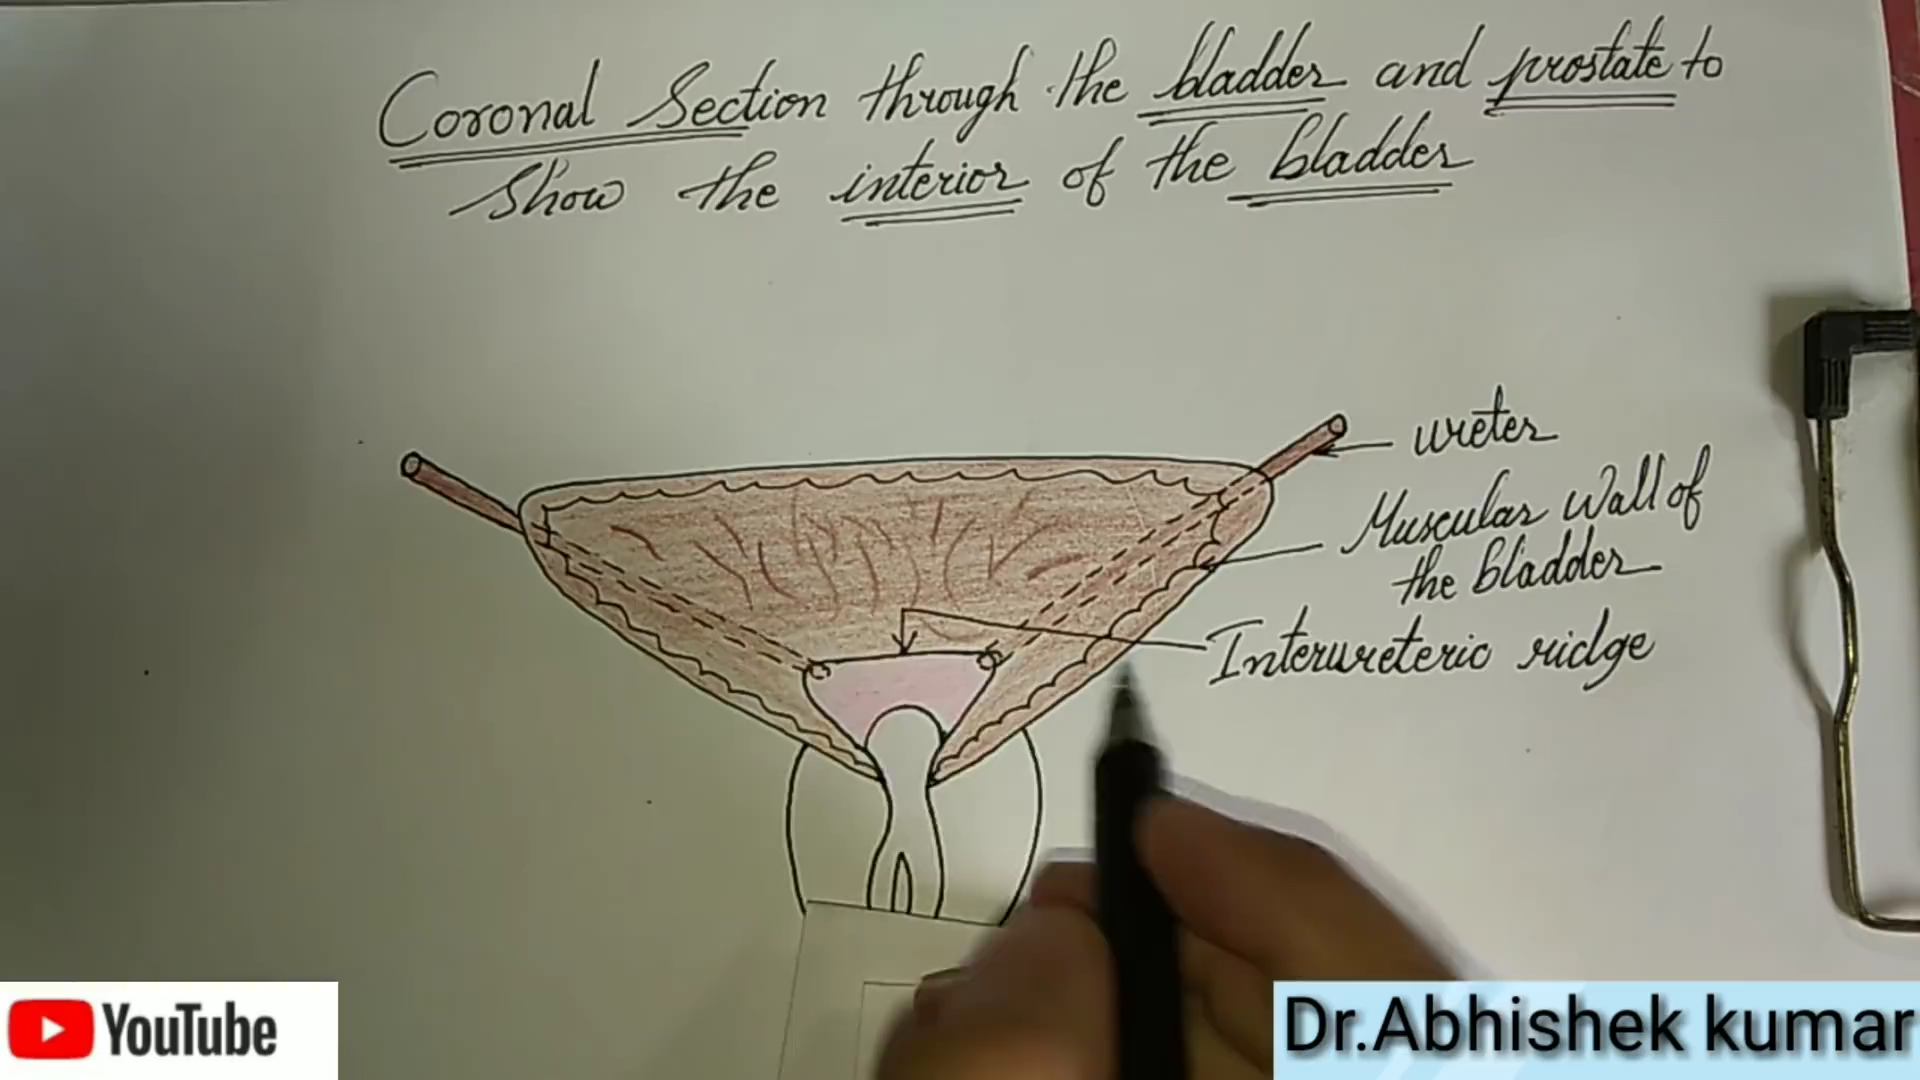 Coronal Section through the bladder and prostate to
Show the interior of the bladder
ureter
Muscular Wall of
the bladder
Interureteric ridge
YouTube
Dr.Abhishek kumar